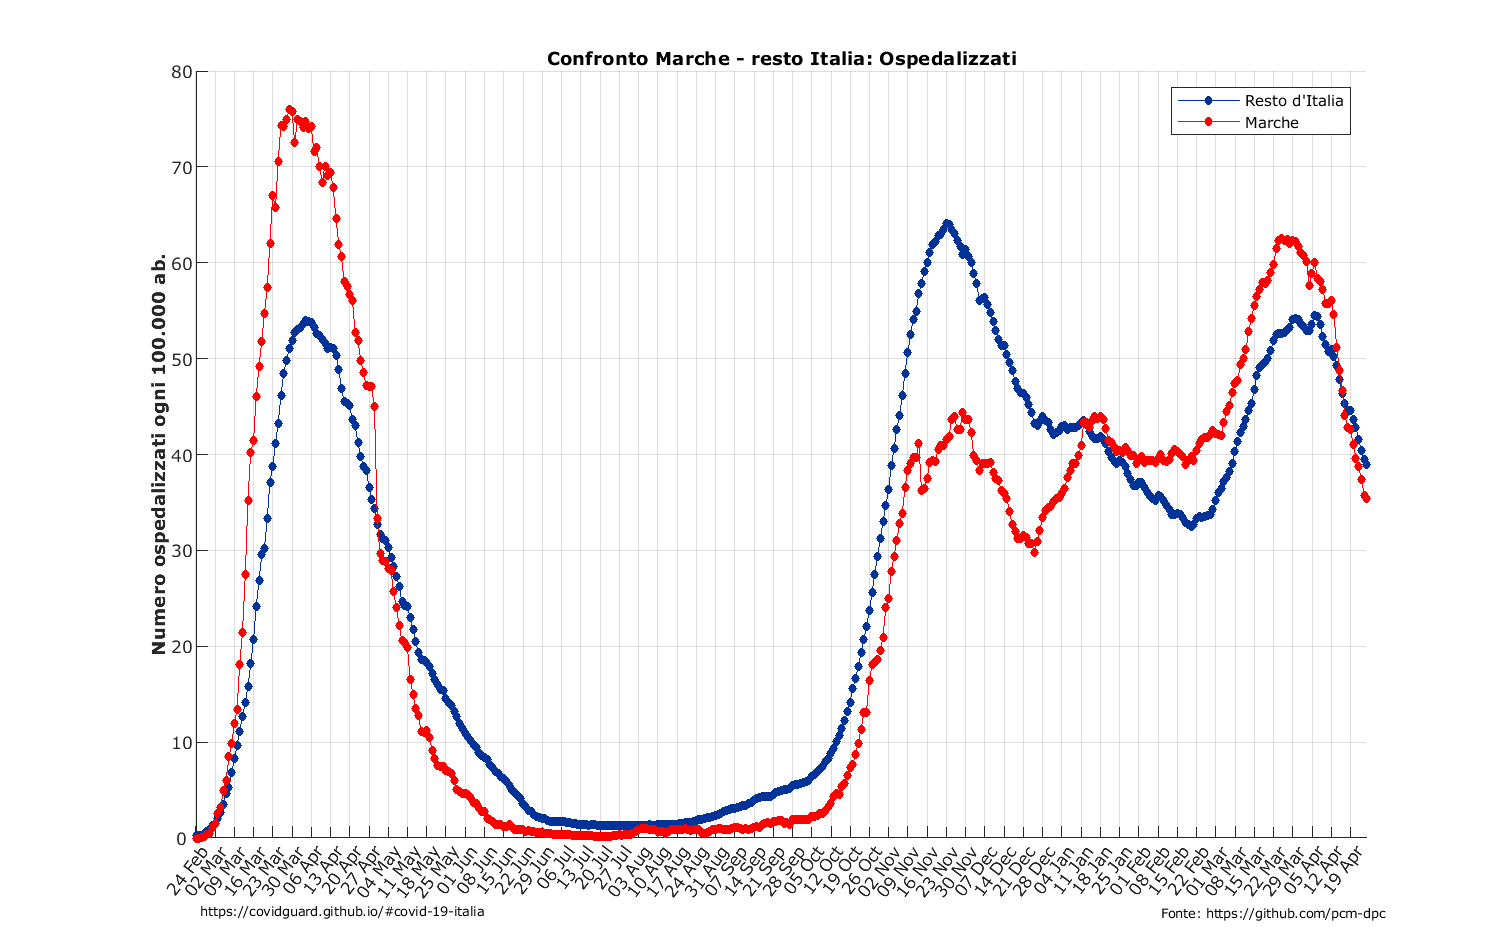 Confronto Marche - resto Italia: Ospedalizzati
Resto d'Italia
Marche
Numero ospedalizzati ogni 100.000 ab.
80
70
60
50
40
30
20
10
0
24 Feb
02 Mar
09 Mar
16 Mar
23 Mar
30 Mar
06 Apr
13 Apr
20 Apr
27 Apr
04 May
11 May
18 May
25 May
01 Jun
08 Jun
15 Jun
22 Jun
29 Jun
06 Jul
13 Jul
20 Jul
27 Jul
03 Aug
10 Aug
17 Aug
24 Aug
31 Aug
07 Sep
14 Sep
21 Sep
28 Sep
05 Oct
12 Oct
19 Oct
26 Oct
02 Nov
09 Nov
16 Nov
23 Nov
30 Nov
07 Dec
14 Dec
21 Dec
28 Dec
04 Jan
11 Jan
18 Jan
25 Jan
01 Feb
08 Feb
15 Feb
22 Feb
01 Mar
08 Mar
15 Mar
22 Mar
29 Mar
05 Apr
12 Apr
19 Apr
https://covidguard.github.io/#covid-19-italia
Fonte: https://github.com/pcm-dpc